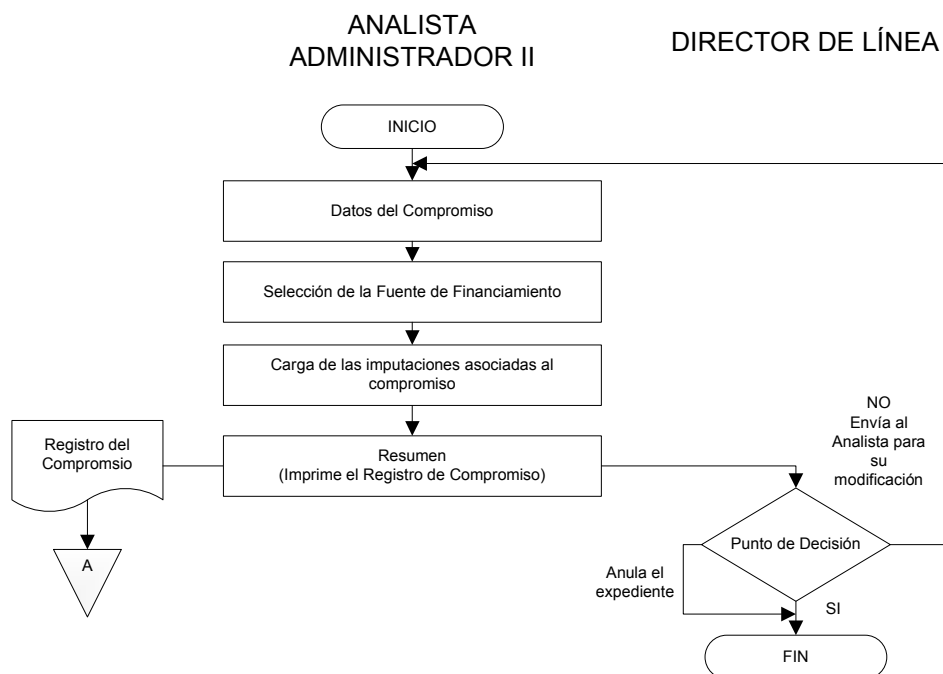 ANALISTA
ADMINISTRADOR II
DIRECTOR DE LÍNEA
INICIO
Datos del Compromiso
Selección de la Fuente de Financiamiento
Carga de las imputaciones asociadas al
compromiso
Resumen
(Imprime el Registro de Compromiso)
Registro del
Compromsio
A
NO
Envía al
Analista para
su
modificación
Punto de Decisión
Anula el
expediente
SI
FIN